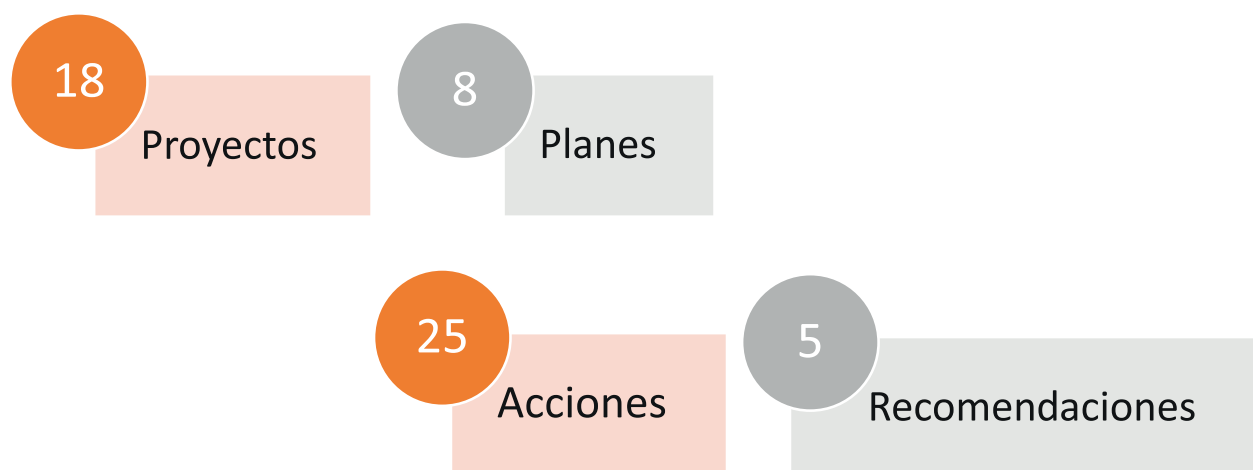 18
Proyectos
8
Planes
25
Acciones
5
Recomendaciones